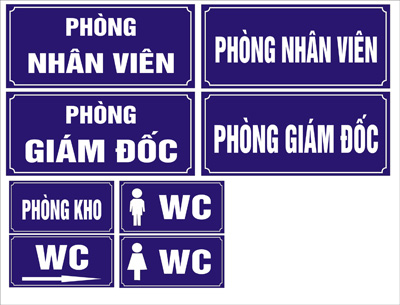 PHÒNG
NHÂN VIÊN
PHÒNG NHÂN VIÊN
PHÒNG
GIÁM ĐỐC
PHÒNG GIÁM ĐỐC
PHÒNG KHO
WC
WC
WC